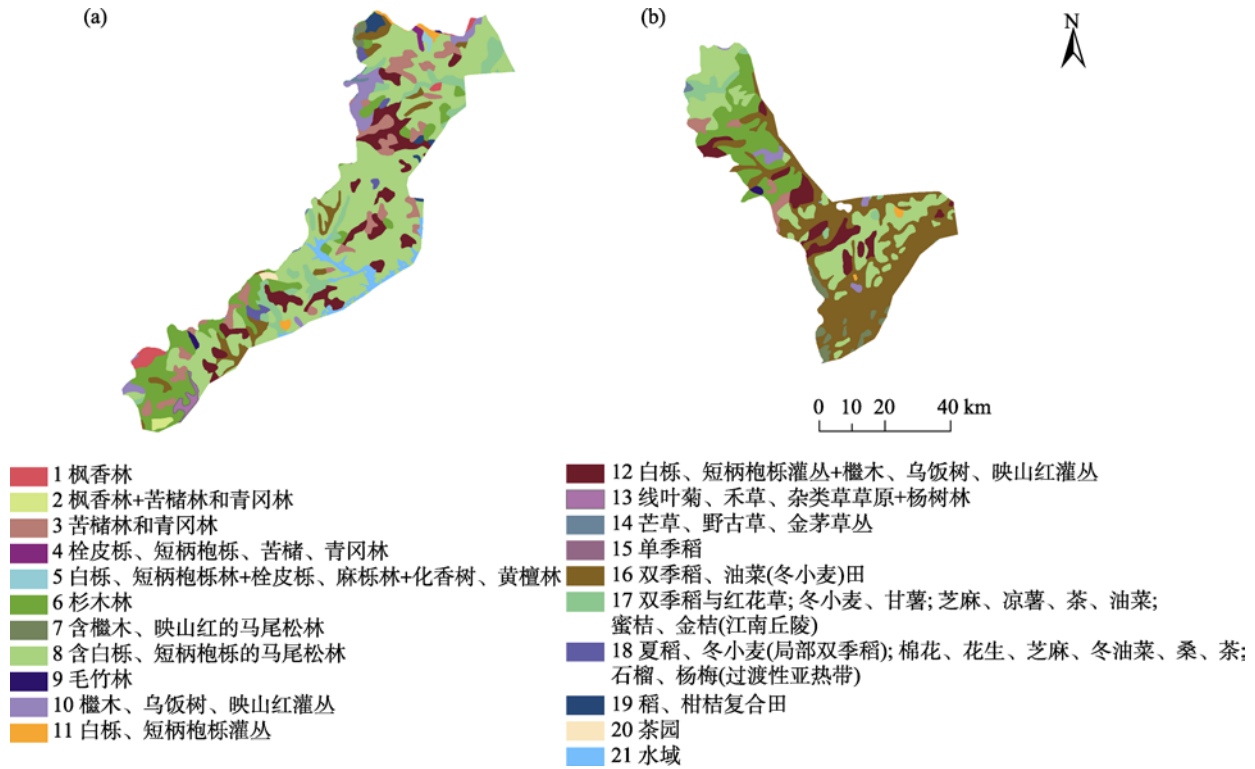 (a)
(b)
N
0 10 20 40 km
1 枫香林
2 枫香林+苦槠林和青冈林
3 苦槠林和青冈林
4 栓皮栎、短柄枹栎、苦槠、青冈林
5 白栎、短柄枹栎林+栓皮栎、麻栎林+化香树、黄檀林
6 杉木林
7 含檵木、映山红的马尾松林
8 含白栎、短柄枹栎的马尾松林
9 毛竹林
10 檵木、乌饭树、映山红灌丛
11 白栎、短柄枹栎灌丛
12 白栎、短柄枹栎灌丛+檵木、乌饭树、映山红灌丛
13 线叶菊、禾草、杂类草草原+杨树林
14 芒草、野古草、金茅草丛
15 单季稻
16 双季稻、油菜(冬小麦)田
17 双季稻与红花草; 冬小麦、甘薯; 芝麻、凉薯、茶、油菜;
蜜桔、金桔(江南丘陵)
18 夏稻、冬小麦(局部双季稻); 棉花、花生、芝麻、冬油菜、桑、茶;
石榴、杨梅(过渡性亚热带)
19 稻、柑桔复合田
20 茶园
21 水域